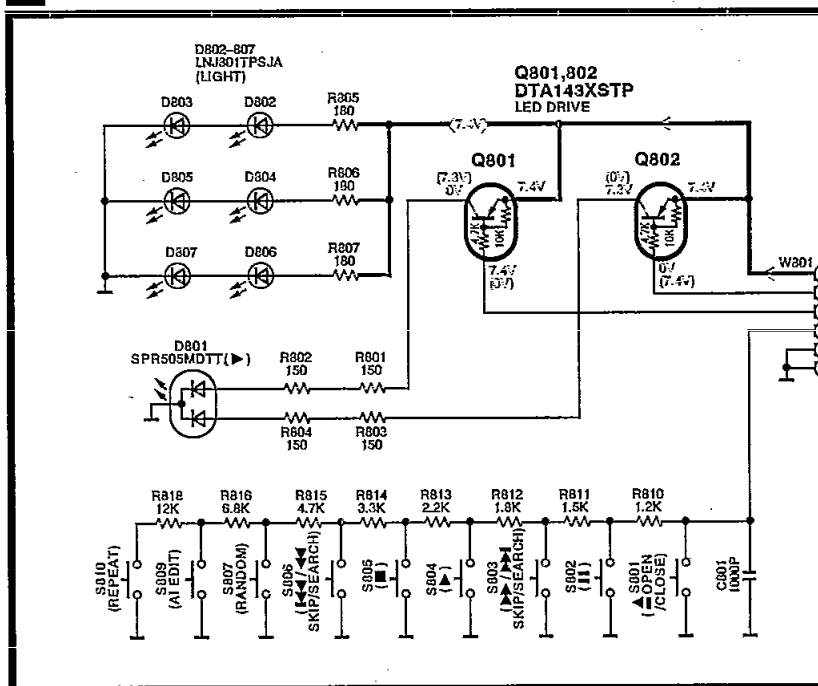 D802–807
LNJ801TPSJA
(LIGHT)
Q801,802
DTA143XSTP
LED DRIVE
D803
D802
R805
180
(7.4V)
Q801
Q802
D805
D804
R806
180
(7.3V)
0V
7.4V
(0V)
7.3V
7.4V
4.7K
10K
4.7K
10K
D807
D806
R807
180
7.4V
(0V)
0V
(7.4V)
W801
D801
SPR505MDTT(▶)
R802
150
R801
150
R804
150
R803
150
R818
12K
R816
6.8K
R815
4.7K
R814
3.3K
R813
2.2K
R812
1.8K
R811
1.5K
R810
1.2K
S810
(REPEAT)
S809
(AI EDIT)
S807
(RANDOM)
S806
(⏮/◀◀
SKIP/SEARCH)
S805
(■)
S804
(▶)
S803
(▶▶/⏭
SKIP/SEARCH)
S802
(❚❚)
S801
(⏏OPEN
/CLOSE)
C801
1000P